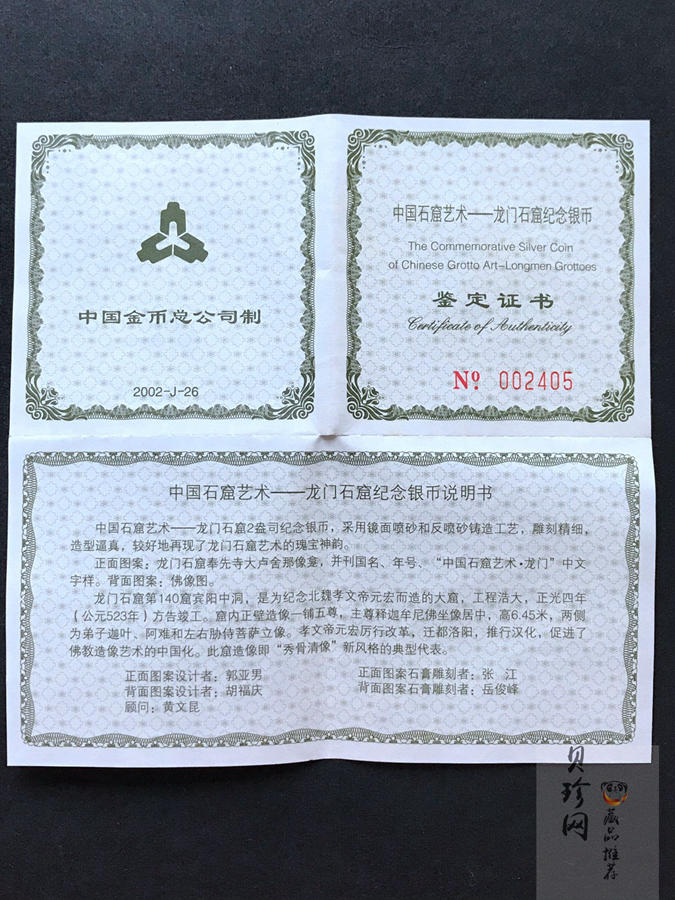 中国金币总公司制
2002-J-26
中国石窟艺术——龙门石窟纪念银币
The Commemorative Silver Coin
of Chinese Grotto Art-Longmen Grottoes
鉴定证书
Certificate of Authenticity
Nº 002405
中国石窟艺术——龙门石窟纪念银币说明书
中国石窟艺术——龙门石窟2盎司纪念银币，采用镜面喷砂和反喷砂铸造工艺，雕刻精细，
造型逼真，较好地再现了龙门石窟艺术的瑰宝神韵。
正面图案：龙门石窟奉先寺大卢舍那像龛，并刊国名、年号、“中国石窟艺术·龙门”中文
字样。背面图案：佛像图。
龙门石窟第140窟宾阳中洞，是为纪念北魏孝文帝元宏而造的大窟，工程浩大，正光四年
（公元523年）方告竣工。窟内正壁造像一铺五尊，主尊释迦牟尼佛坐像居中，高6.45米，两侧
为弟子迦叶、阿难和左右胁侍菩萨立像。孝文帝元宏厉行改革，迁都洛阳，推行汉化，促进了
佛教造像艺术的中国化。此窟造像即“秀骨清像”新风格的典型代表。
正面图案设计者：郭亚男
正面图案石膏雕刻者：张 江
背面图案设计者：胡福庆
背面图案石膏雕刻者：岳俊峰
顾问：黄文昆
贝珍网
藏品推荐